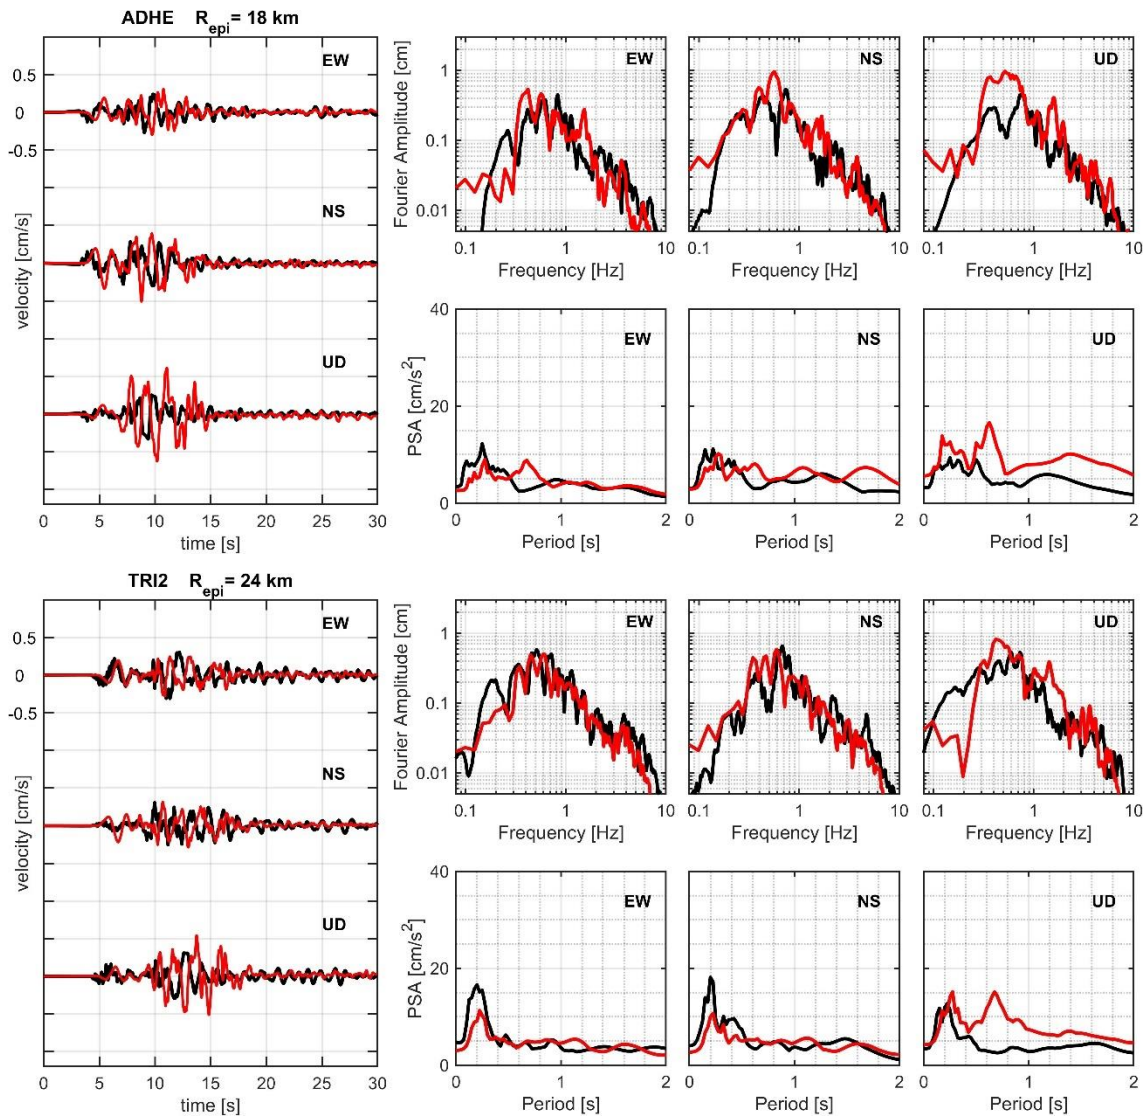 ADHE R_epi= 18 km
EW
0.5
0
-0.5
NS
velocity [cm/s]
UD
0 5 10 15 20 25 30
time [s]
EW
NS
UD
Fourier Amplitude [cm]
1
0.1
0.01
0.1 1 10
0.1 1 10
0.1 1 10
Frequency [Hz]
Frequency [Hz]
Frequency [Hz]
EW
NS
UD
PSA [cm/s²]
40
20
0
0 1 2
0 1 2
0 1 2
Period [s]
Period [s]
Period [s]
TRI2 R_epi= 24 km
EW
0.5
0
-0.5
NS
velocity [cm/s]
UD
0 5 10 15 20 25 30
time [s]
EW
NS
UD
Fourier Amplitude [cm]
1
0.1
0.01
0.1 1 10
0.1 1 10
0.1 1 10
Frequency [Hz]
Frequency [Hz]
Frequency [Hz]
EW
NS
UD
PSA [cm/s²]
40
20
0
0 1 2
0 1 2
0 1 2
Period [s]
Period [s]
Period [s]